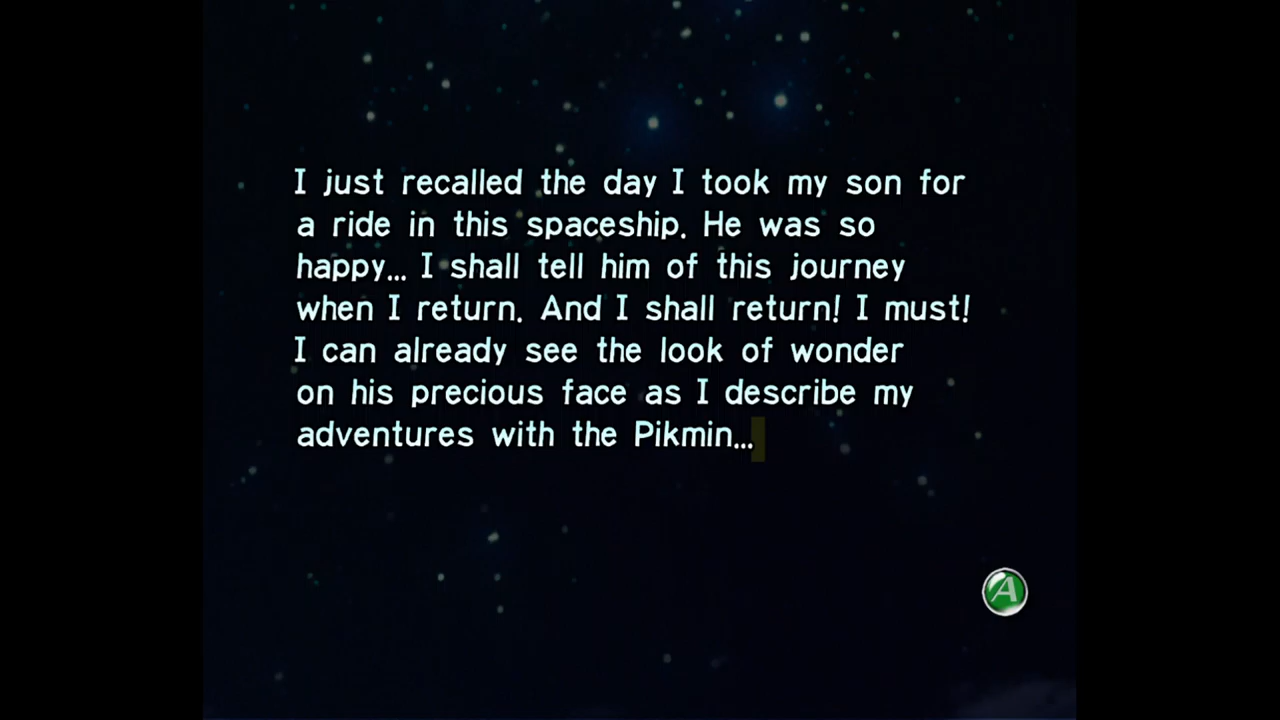 I just recalled the day I took my son for
a ride in this spaceship. He was so
happy... I shall tell him of this journey
when I return. And I shall return! I must!
I can already see the look of wonder
on his precious face as I describe my
adventures with the Pikmin...
A